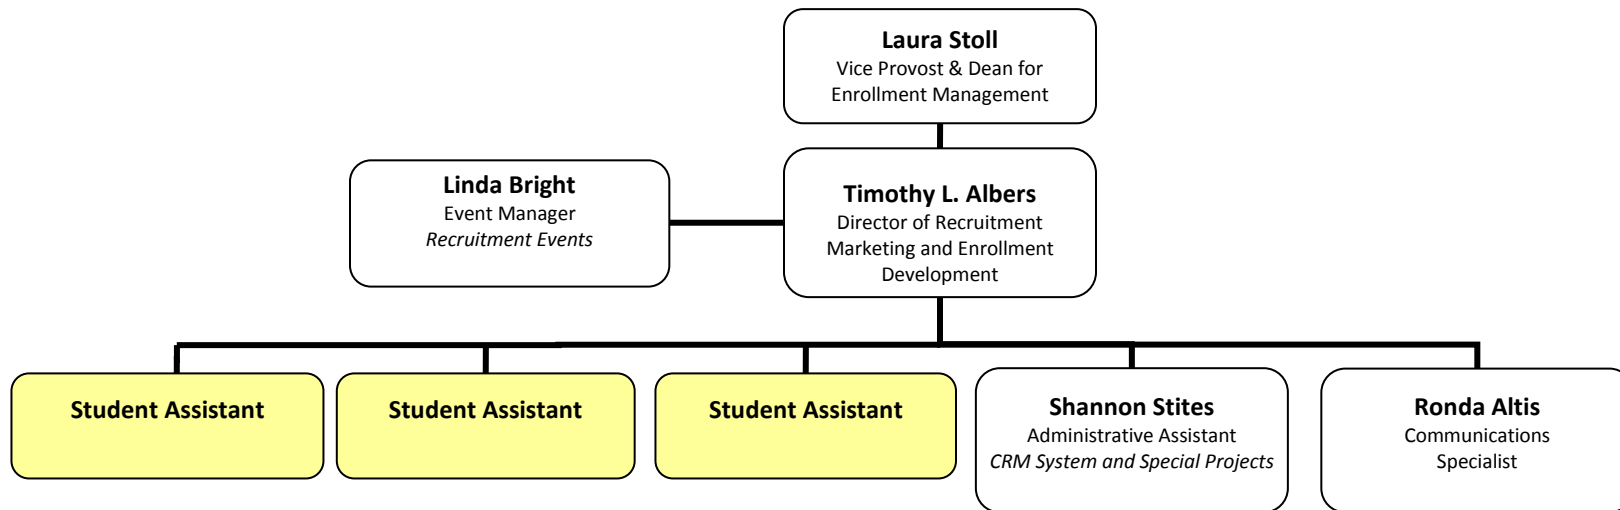 Laura Stoll
Vice Provost & Dean for
Enrollment Management
Linda Bright
Event Manager
Recruitment Events
Timothy L. Albers
Director of Recruitment
Marketing and Enrollment
Development
Student Assistant
Student Assistant
Student Assistant
Shannon Stites
Administrative Assistant
CRM System and Special Projects
Ronda Altis
Communications
Specialist